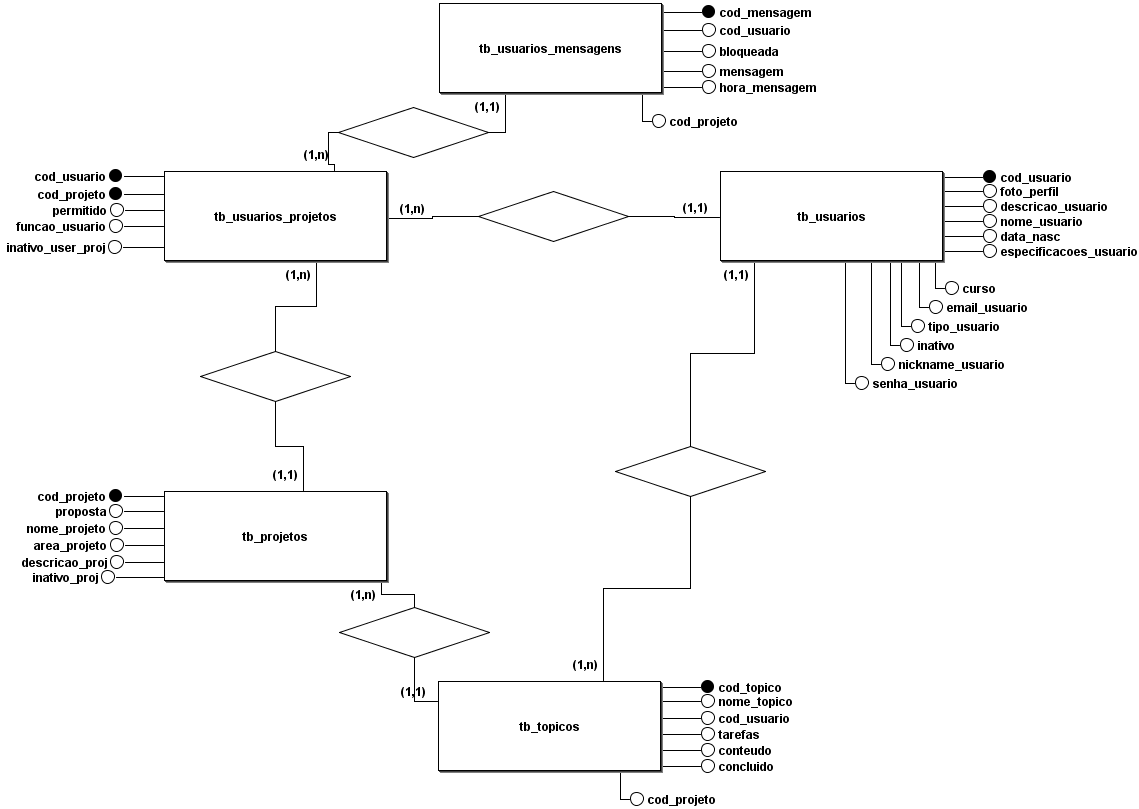 tb_usuarios_mensagens
cod_mensagem
cod_usuario
bloqueada
mensagem
hora_mensagem
cod_projeto
(1,1)
(1,n)
cod_usuario
cod_projeto
permitido
funcao_usuario
inativo_user_proj
tb_usuarios_projetos
(1,n)
(1,1)
tb_usuarios
cod_usuario
foto_perfil
descricao_usuario
nome_usuario
data_nasc
especificacoes_usuario
curso
email_usuario
tipo_usuario
inativo
nickname_usuario
senha_usuario
(1,n)
(1,1)
(1,1)
cod_projeto
proposta
nome_projeto
area_projeto
descricao_proj
inativo_proj
tb_projetos
(1,n)
(1,1)
(1,n)
tb_topicos
cod_topico
nome_topico
cod_usuario
tarefas
conteudo
concluido
cod_projeto